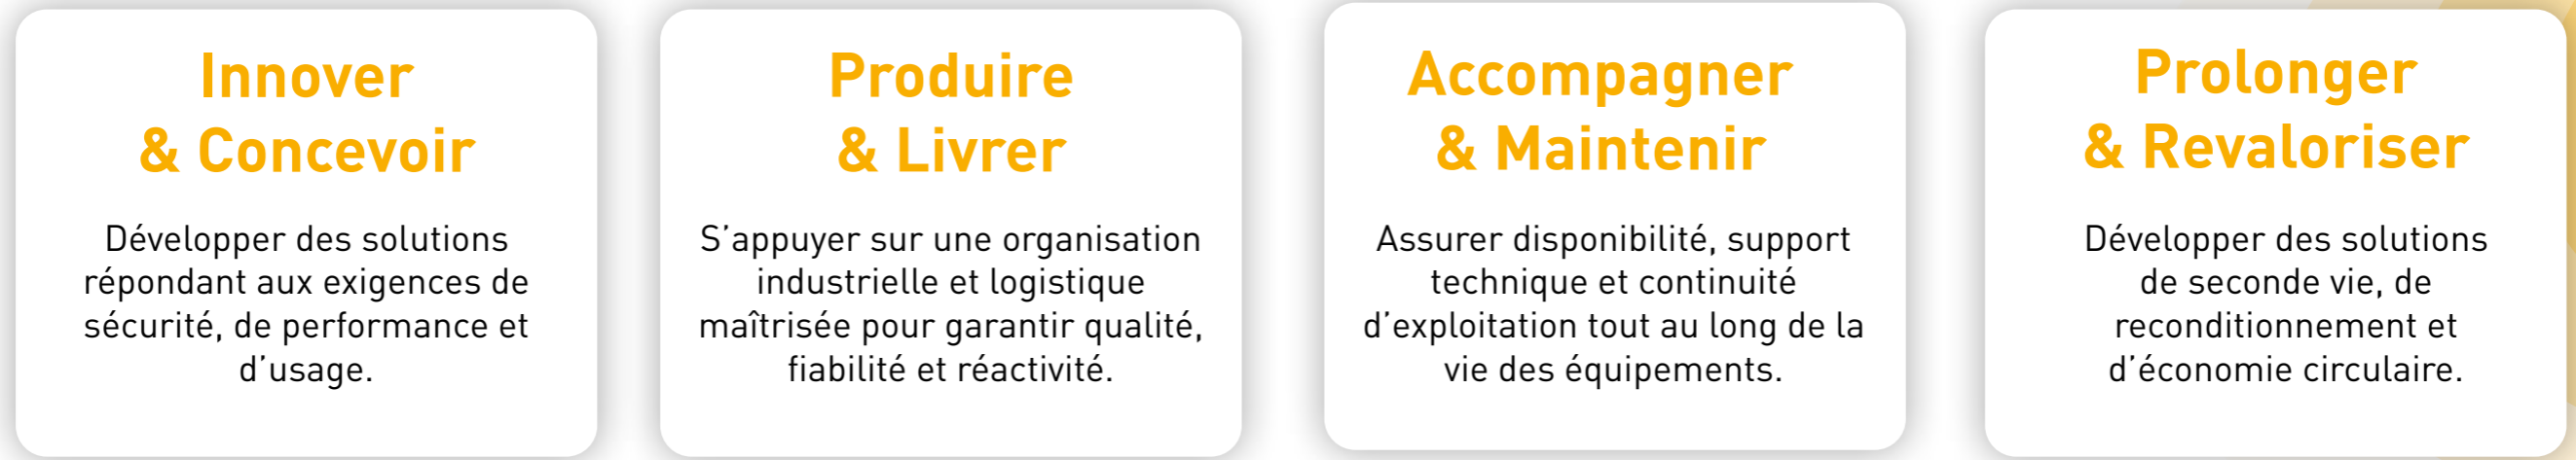 Innover
& Concevoir
Développer des solutions
répondant aux exigences de
sécurité, de performance et
d’usage.
Produire
& Livrer
S’appuyer sur une organisation
industrielle et logistique
maîtrisée pour garantir qualité,
fiabilité et réactivité.
Accompagner
& Maintenir
Assurer disponibilité, support
technique et continuité
d’exploitation tout au long de la
vie des équipements.
Prolonger
& Revaloriser
Développer des solutions
de seconde vie, de
reconditionnement et
d’économie circulaire.